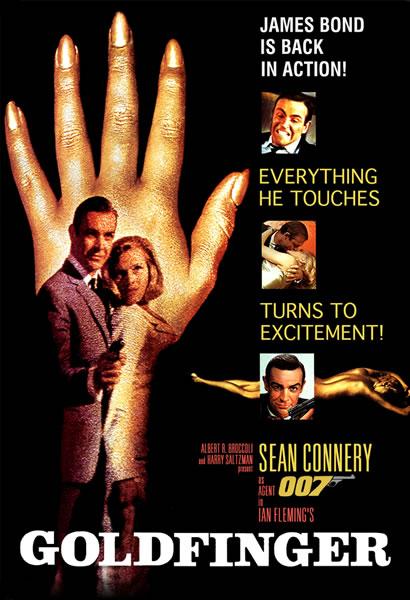 JAMES BOND
IS BACK
IN ACTION!
EVERYTHING
HE TOUCHES
TURNS TO
EXCITEMENT!
ALBERT R. BROCCOLI
and HARRY SALTZMAN
present
SEAN CONNERY
as
AGENT 007
in
IAN FLEMING'S
GOLDFINGER